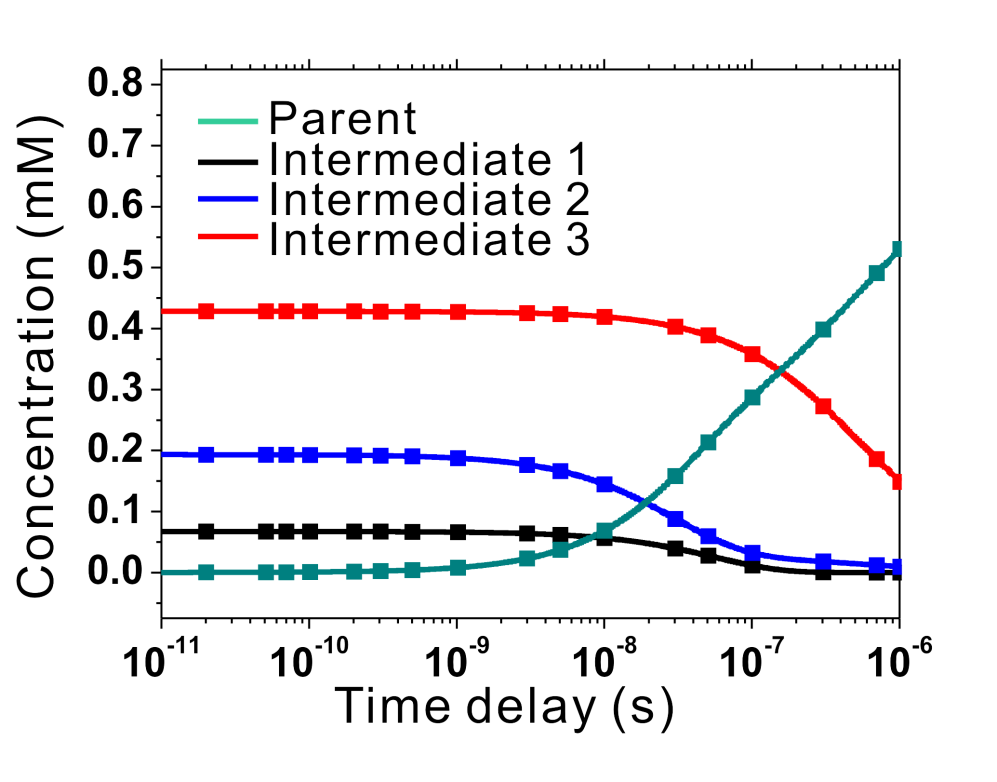 Concentration (mM)
0.8
0.7
0.6
0.5
0.4
0.3
0.2
0.1
0.0
Parent
Intermediate 1
Intermediate 2
Intermediate 3
10⁻¹¹ 10⁻¹⁰ 10⁻⁹ 10⁻⁸ 10⁻⁷ 10⁻⁶
Time delay (s)